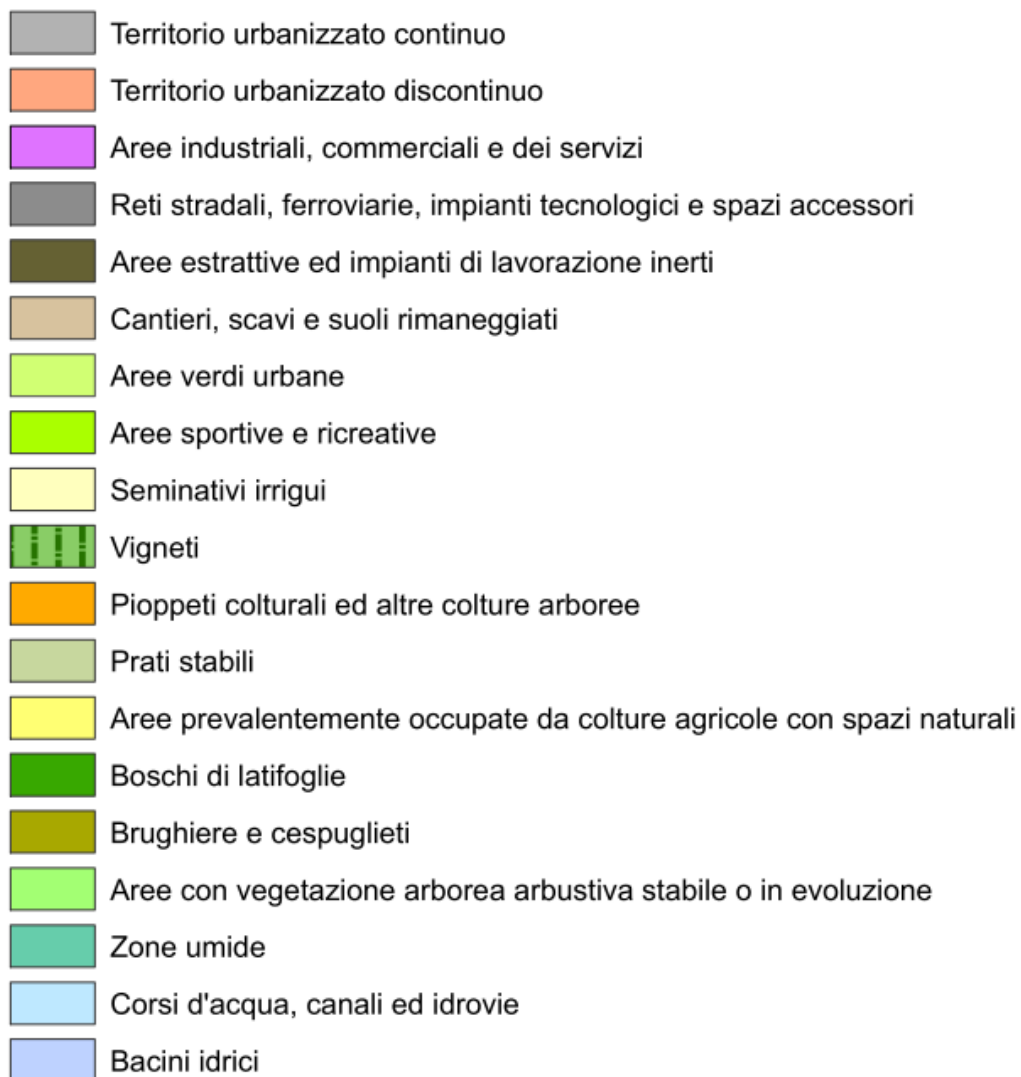 Territorio urbanizzato continuo
Territorio urbanizzato discontinuo
Aree industriali, commerciali e dei servizi
Reti stradali, ferroviarie, impianti tecnologici e spazi accessori
Aree estrattive ed impianti di lavorazione inerti
Cantieri, scavi e suoli rimaneggiati
Aree verdi urbane
Aree sportive e ricreative
Seminativi irrigui
Vigneti
Pioppeti colturali ed altre colture arboree
Prati stabili
Aree prevalentemente occupate da colture agricole con spazi naturali
Boschi di latifoglie
Brughiere e cespuglieti
Aree con vegetazione arborea arbustiva stabile o in evoluzione
Zone umide
Corsi d'acqua, canali ed idrovie
Bacini idrici